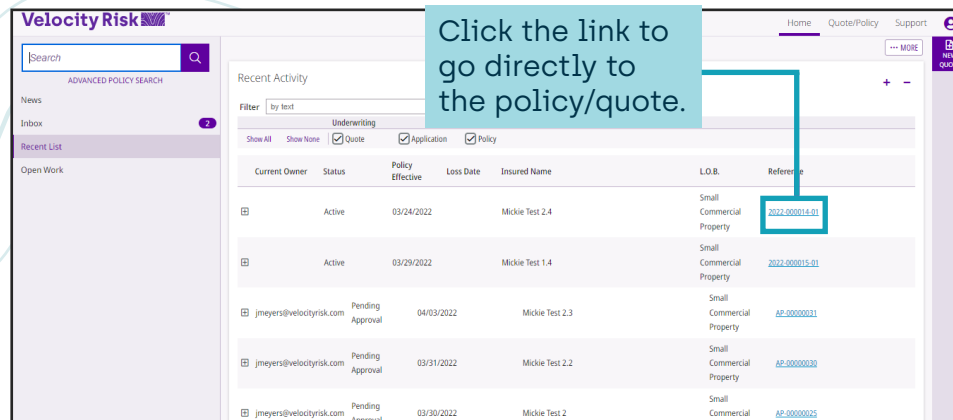 Velocity Risk
Home Quote/Policy Support
Click the link to
go directly to
the policy/quote.
Search
ADVANCED POLICY SEARCH
News
Inbox 2
Recent List
Open Work
··· MORE
NEW
QUO
Recent Activity
+ −
Filter by text
Underwriting
Show All Show None Quote Application Policy
Current Owner Status Policy Effective Loss Date Insured Name L.O.B. Reference
Active 03/24/2022 Mickie Test 2.4 Small Commercial Property 2022-000014-01
Active 03/29/2022 Mickie Test 1.4 Small Commercial Property 2022-000015-01
jmeyers@velocityrisk.com Pending Approval 04/03/2022 Mickie Test 2.3 Small Commercial Property AP-00000031
jmeyers@velocityrisk.com Pending Approval 03/31/2022 Mickie Test 2.2 Small Commercial Property AP-00000030
jmeyers@velocityrisk.com Pending Approval 03/30/2022 Mickie Test 2 Small Commercial AP-00000025